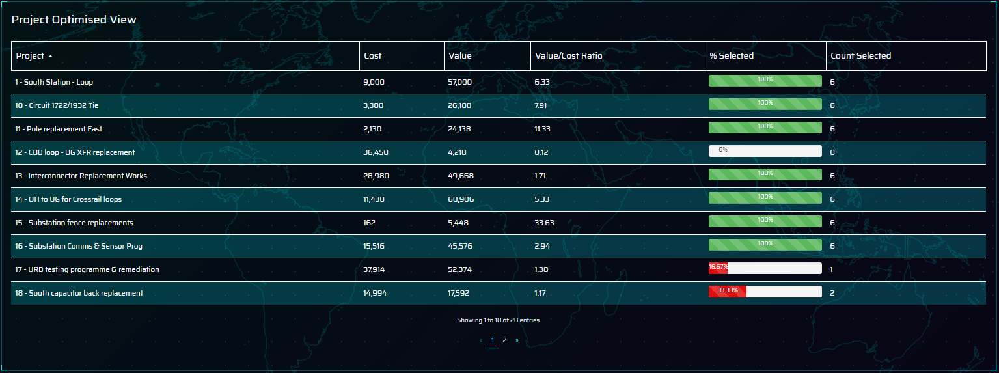 Project Optimised View
Project Cost Value Value/Cost Ratio % Selected Count Selected
1 - South Station - Loop 9,000 57,000 6.33 100% 6
10 - Circuit 1722/1932 Tie 3,300 26,100 7.91 100% 6
11 - Pole replacement East 2,130 24,138 11.33 100% 6
12 - CBD loop - UG XFR replacement 36,450 4,218 0.12 0% 0
13 - Interconnector Replacement Works 28,980 49,668 1.71 100% 6
14 - OH to UG for Crossrail loops 11,430 60,906 5.33 100% 6
15 - Substation fence replacements 162 5,448 33.63 100% 6
16 - Substation Comms & Sensor Prog 15,516 45,576 2.94 100% 6
17 - URD testing programme & remediation 37,914 52,374 1.38 16.67% 1
18 - South capacitor back replacement 14,994 17,592 1.17 33.33% 2
Showing 1 to 10 of 20 entries.
« 1 2 »